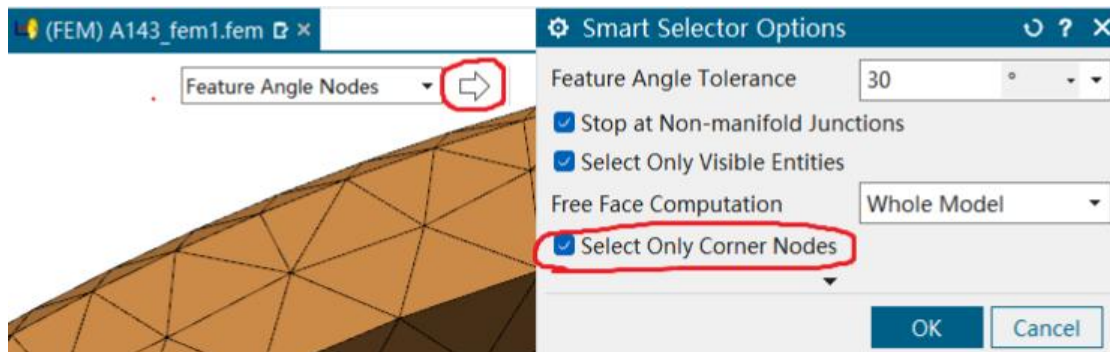 (FEM) A143_fem1.fem
Feature Angle Nodes
Smart Selector Options
Feature Angle Tolerance 30 °
Stop at Non-manifold Junctions
Select Only Visible Entities
Free Face Computation Whole Model
Select Only Corner Nodes
OK Cancel